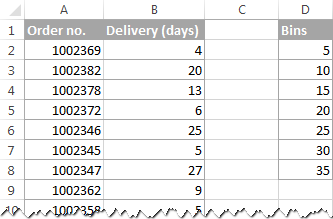 A B C D
1 Order no. Delivery (days) Bins
2 1002369 4 5
3 1002382 20 10
4 1002378 13 15
5 1002372 6 20
6 1002346 25 25
7 1002345 5 30
8 1002347 27 35
9 1002362 9
10 1002358 5